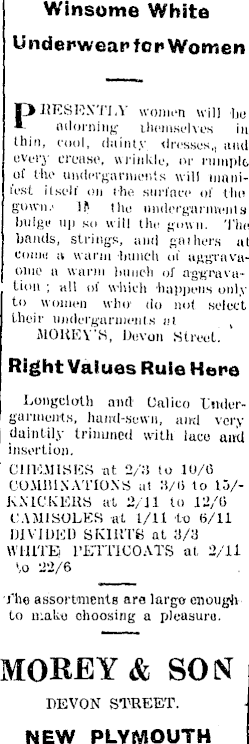 Winsome White
Underwear for Women
PRESENTLY women will be
adorning themselves in
thin, cool, dainty dresses, and
every crease, wrinkle, or rumple
of the undergarments will mani-
fest itself on the surface of the
gown. If the undergarments
bulge up so will the gown. The
bands, strings, and gathers at
come a warm bunch of aggrava-
ome a warm bunch of aggrava-
tion; all of which happens only
to women who do not select
their undergarments at
MOREY'S, Devon Street.
Right Values Rule Here
Longcloth and Calico Under-
garments, hand-sewn, and very
daintily trimmed with lace and
insertion.
CHEMISES at 2/3 to 10/6
COMBINATIONS at 3/6 to 15/-
KNICKERS at 2/11 to 12/6
CAMISOLES at 1/11 to 6/11
DIVIDED SKIRTS at 3/3
WHITE PETTICOATS at 2/11
to 22/6
The assortments are large enough
to make choosing a pleasure.
MOREY & SON
DEVON STREET.
NEW PLYMOUTH